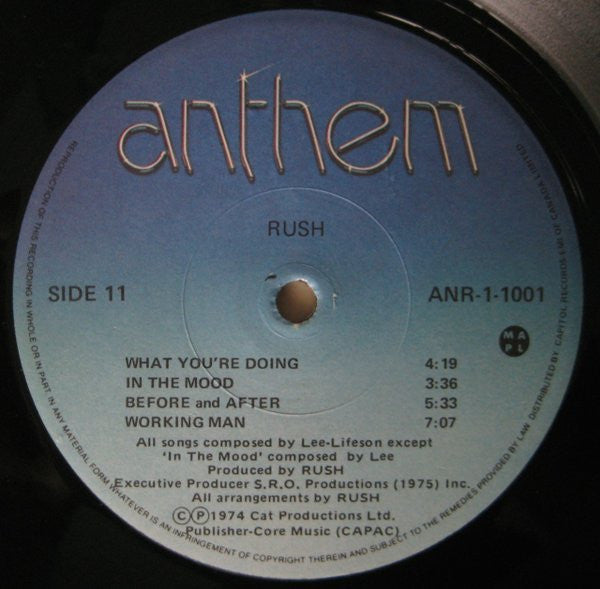 anthem
RUSH
SIDE 11
ANR-1-1001
M A
P L
WHAT YOU'RE DOING 4:19
IN THE MOOD 3:36
BEFORE and AFTER 5:33
WORKING MAN 7:07
All songs composed by Lee-Lifeson except
'In The Mood' composed by Lee
Produced by RUSH
Executive Producer S.R.O. Productions (1975) Inc.
All arrangements by RUSH
ⒸⓅ1974 Cat Productions Ltd.
Publisher-Core Music (CAPAC)
REPRODUCTION OF THIS RECORDING IN WHOLE OR IN PART, IN ANY MATERIAL FORM WHATEVER IS AN INFRINGEMENT OF COPYRIGHT THEREIN AND SUBJECT TO THE REMEDIES PROVIDED BY LAW DISTRIBUTED BY CAPITOL RECORDS-EMI OF CANADA LIMITED